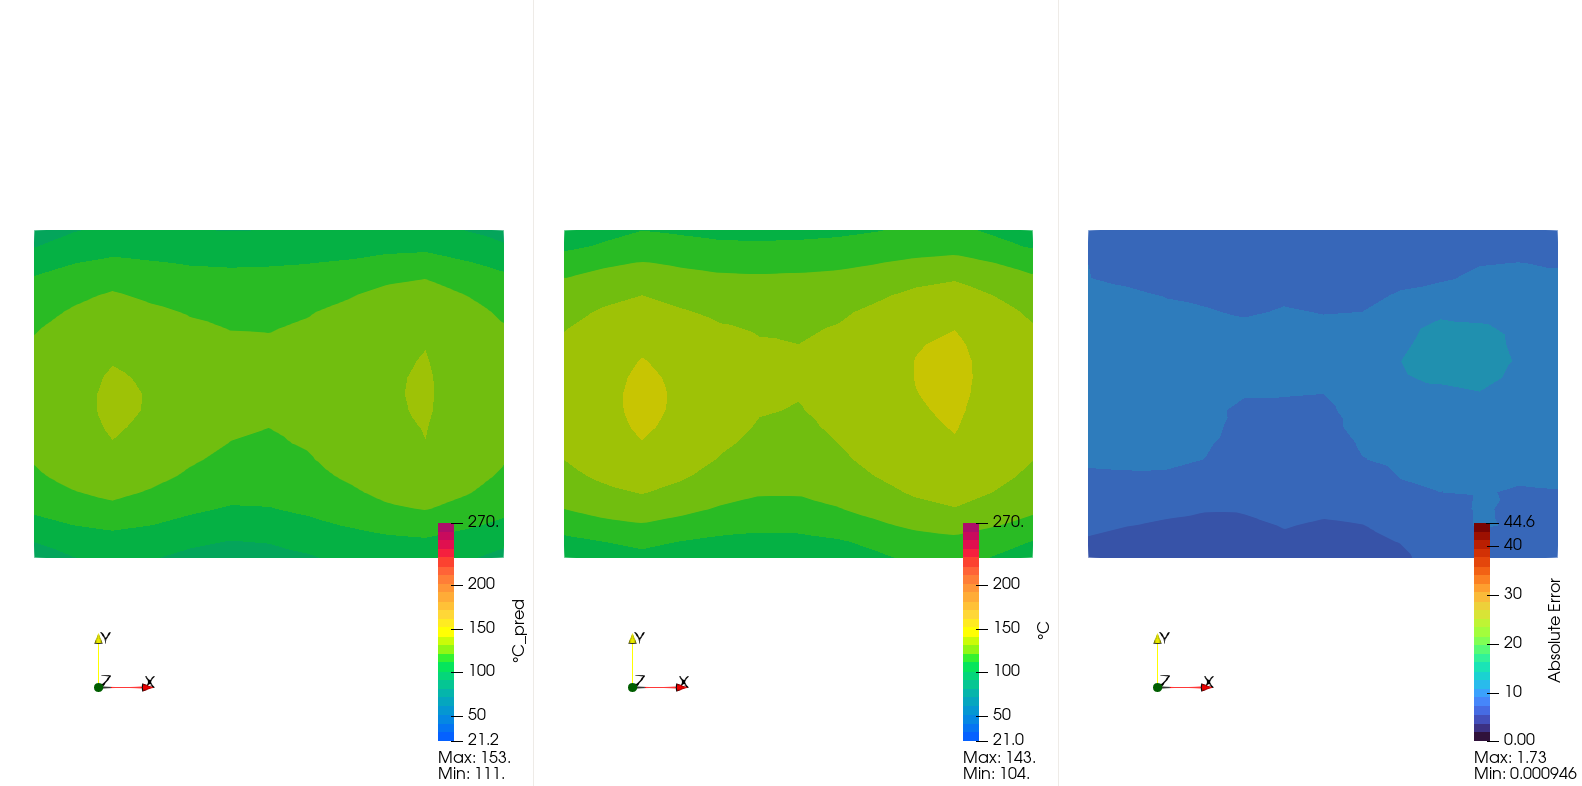 270.
200
150
100
50
21.2
°C_pred
Max: 153.
Min: 111.
Y
Z
X
270.
200
150
100
50
21.0
°C
Max: 143.
Min: 104.
Y
Z
X
44.6
40
30
20
10
0.00
Absolute Error
Max: 1.73
Min: 0.000946
Y
Z
X